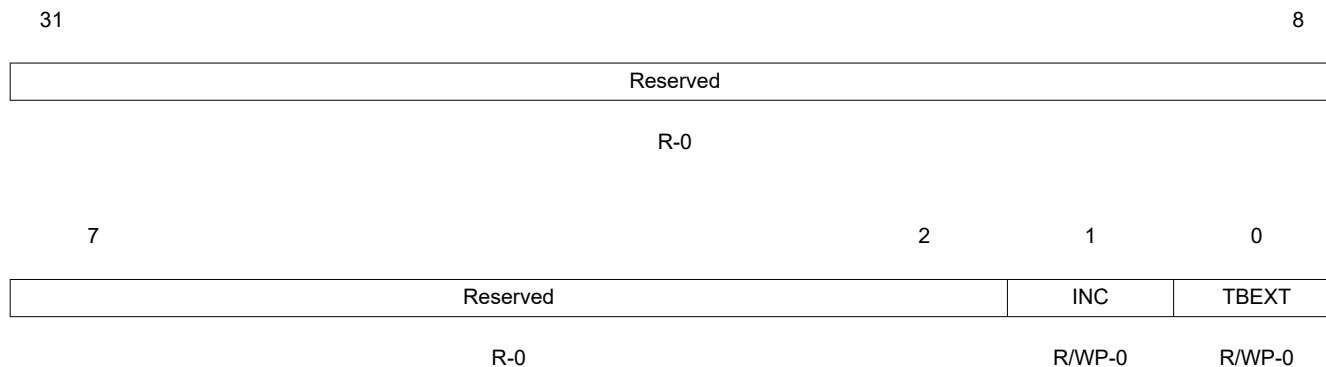 31 8
Reserved
R-0
7 2 1 0
Reserved INC TBEXT
R-0 R/WP-0 R/WP-0